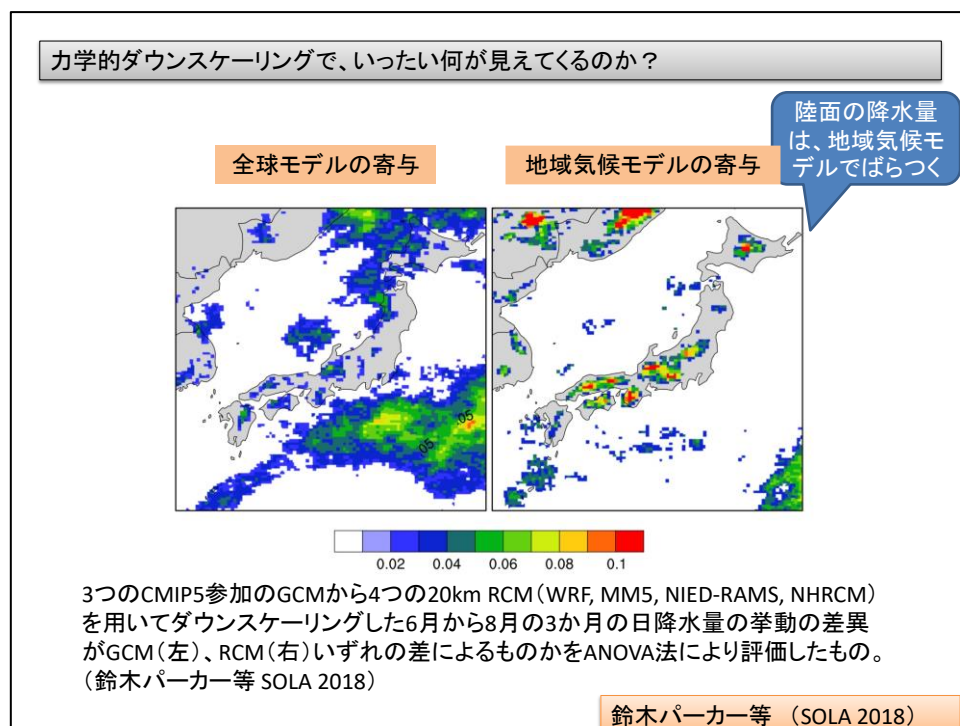 力学的ダウンスケーリングで、いったい何が見えてくるのか？
陸面の降水量
は、地域気候モ
デルでばらつく
全球モデルの寄与
地域気候モデルの寄与
.05
.05
0.02 0.04 0.06 0.08 0.1
3つのCMIP5参加のGCMから4つの20km RCM（WRF, MM5, NIED-RAMS, NHRCM）
を用いてダウンスケーリングした6月から8月の3か月の日降水量の挙動の差異
がGCM（左）、RCM（右）いずれの差によるものかをANOVA法により評価したもの。
（鈴木パーカー等 SOLA 2018）
鈴木パーカー等　（SOLA 2018）